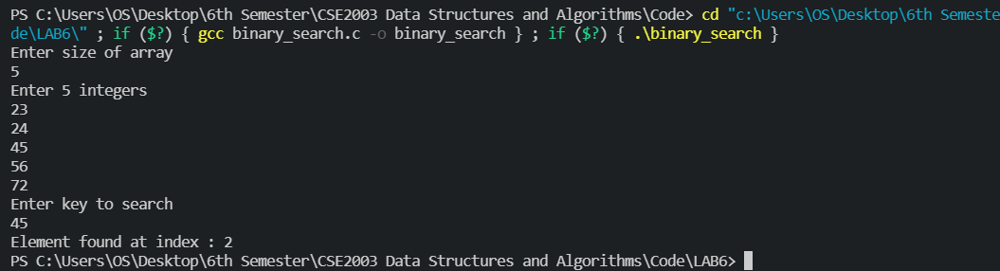 PS C:\Users\OS\Desktop\6th Semester\CSE2003 Data Structures and Algorithms\Code> cd "c:\Users\OS\Desktop\6th Semeste
de\LAB6\" ; if ($?) { gcc binary_search.c -o binary_search } ; if ($?) { .\binary_search }
Enter size of array
5
Enter 5 integers
23
24
45
56
72
Enter key to search
45
Element found at index : 2
PS C:\Users\OS\Desktop\6th Semester\CSE2003 Data Structures and Algorithms\Code\LAB6>